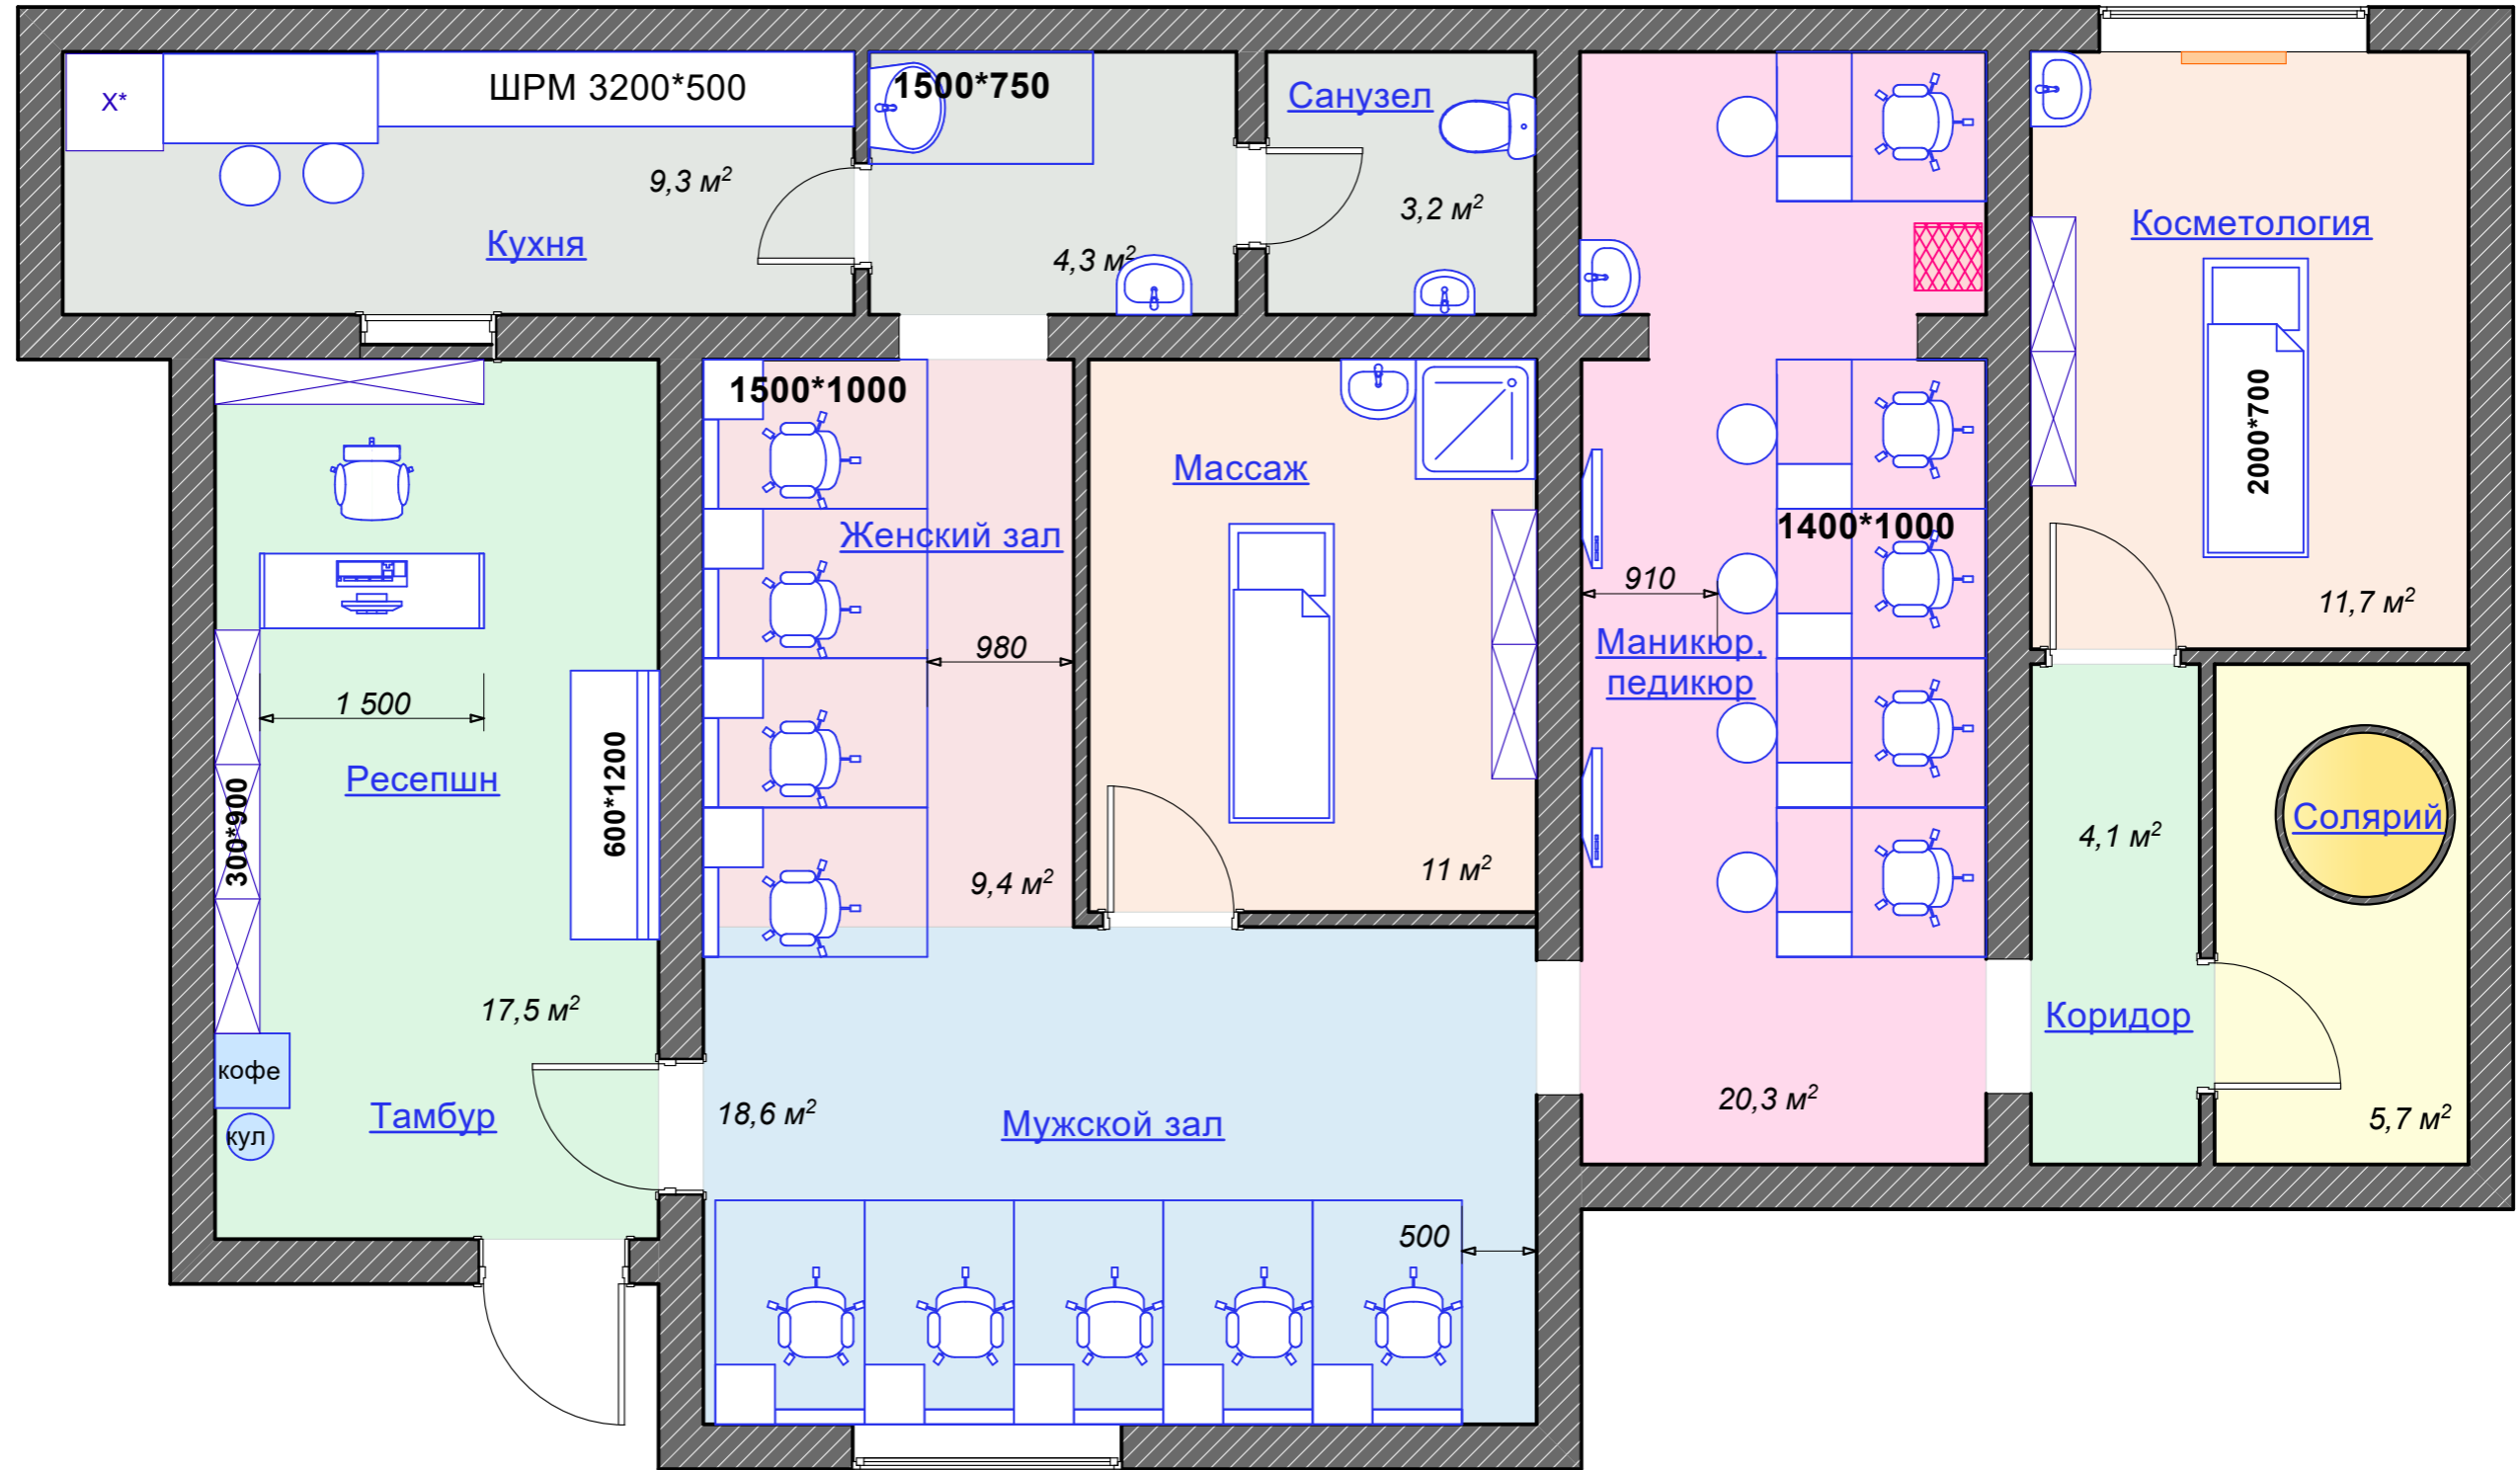 X*
ШРМ 3200*500
1500*750
Санузел
9,3 м²
Кухня
4,3 м²
3,2 м²
Косметология
2000*700
11,7 м²
1500*1000
Женский зал
980
9,4 м²
Массаж
11 м²
1400*1000
910
Маникюр,
педикюр
20,3 м²
1 500
Ресепшн
300*900
600*1200
17,5 м²
кофе
кул
Тамбур
18,6 м²
Мужской зал
500
4,1 м²
Коридор
Солярий
5,7 м²